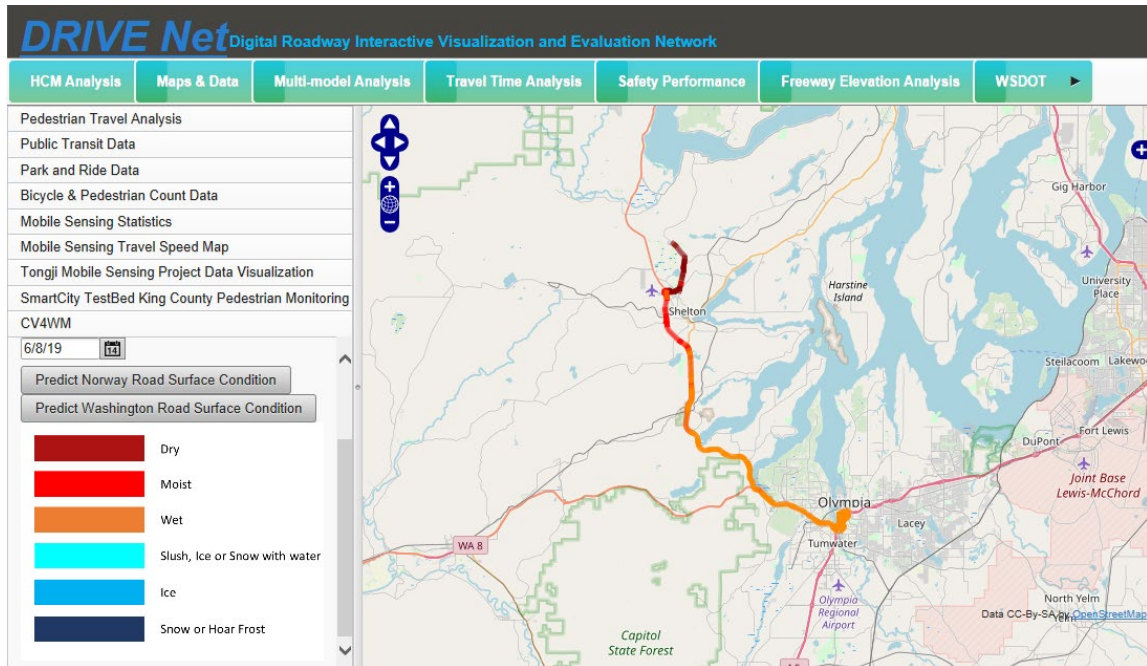 DRIVE Net Digital Roadway Interactive Visualization and Evaluation Network
HCM Analysis
Maps & Data
Multi-model Analysis
Travel Time Analysis
Safety Performance
Freeway Elevation Analysis
WSDOT
Pedestrian Travel Analysis
Public Transit Data
Park and Ride Data
Bicycle & Pedestrian Count Data
Mobile Sensing Statistics
Mobile Sensing Travel Speed Map
Tongji Mobile Sensing Project Data Visualization
SmartCity TestBed King County Pedestrian Monitoring
CV4WM
6/8/19
14
Predict Norway Road Surface Condition
Predict Washington Road Surface Condition
Dry
Moist
Wet
Slush, Ice or Snow with water
Ice
Snow or Hoar Frost
Gig Harbor
University
Place
Harstine
Island
Shelton
Steilacoom
Lakewo
Fort Lewis
DuPont
Joint Base
Lewis-McChord
Olympia
Lacey
WA 8
Tumwater
Olympic
Regional
Airport
North Yelm
Yelm
Data CC-By-SA by OpenStreetMap
Capitol
State Forest